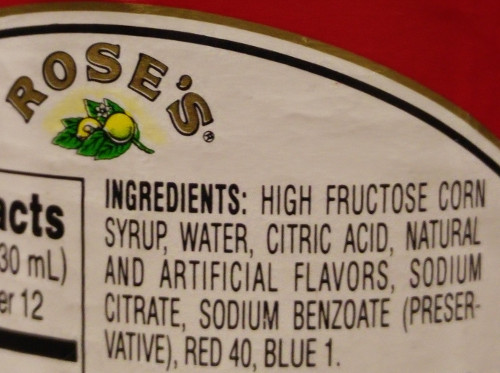 ROSE'S®
acts
30 mL)
er 12
INGREDIENTS: HIGH FRUCTOSE CORN
SYRUP, WATER, CITRIC ACID, NATURAL
AND ARTIFICIAL FLAVORS, SODIUM
CITRATE, SODIUM BENZOATE (PRESER-
VATIVE), RED 40, BLUE 1.